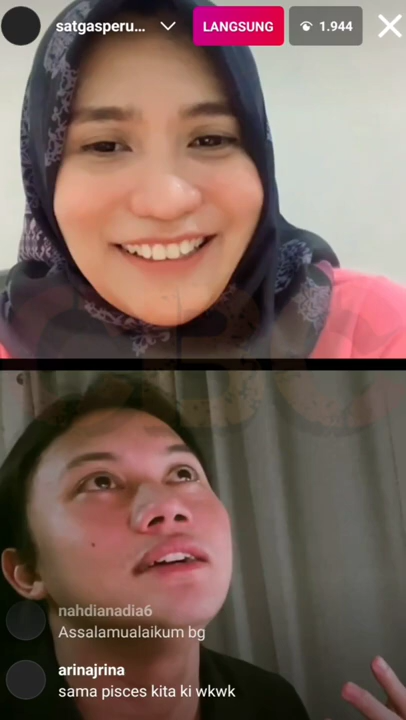 satgasperu...
LANGSUNG
1.944
nahdianadia6
Assalamualaikum bg
arinajrina
sama pisces kita ki wkwk